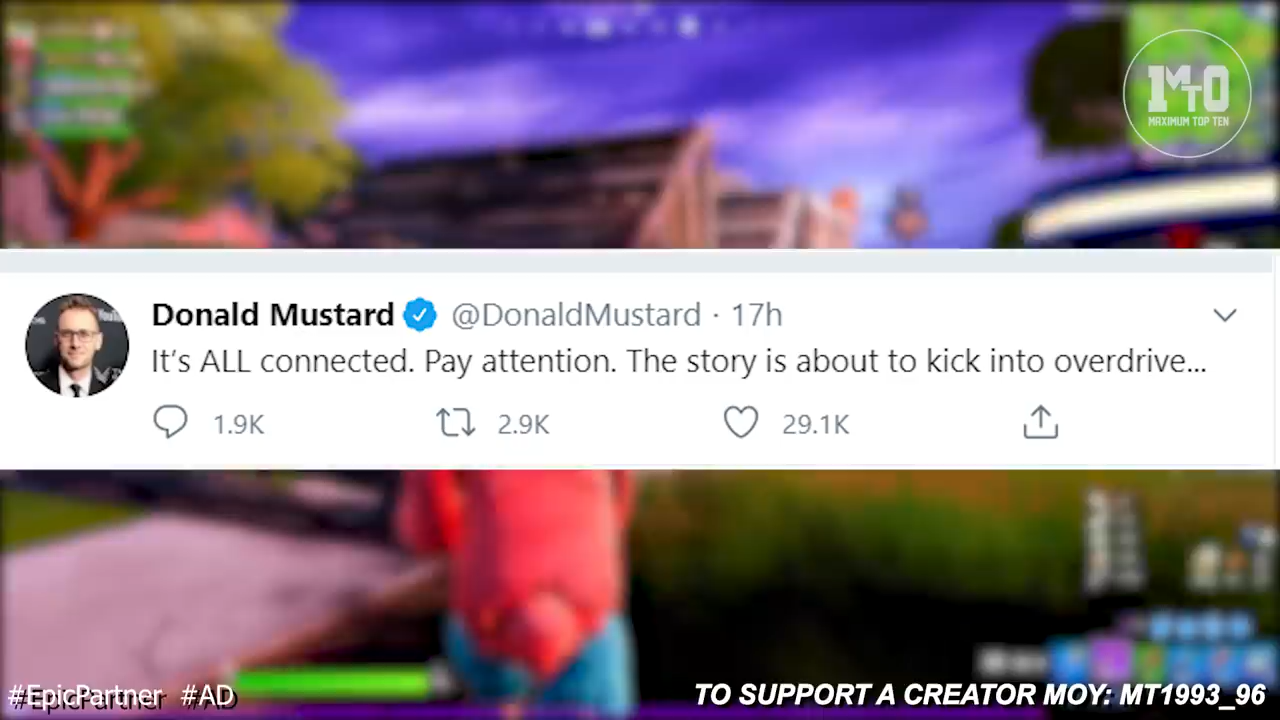 1MTO
MAXIMUM TOP TEN
Donald Mustard @DonaldMustard · 17h
It's ALL connected. Pay attention. The story is about to kick into overdrive...
1.9K 2.9K 29.1K
#EpicPartner #AD
TO SUPPORT A CREATOR MOY: MT1993_96